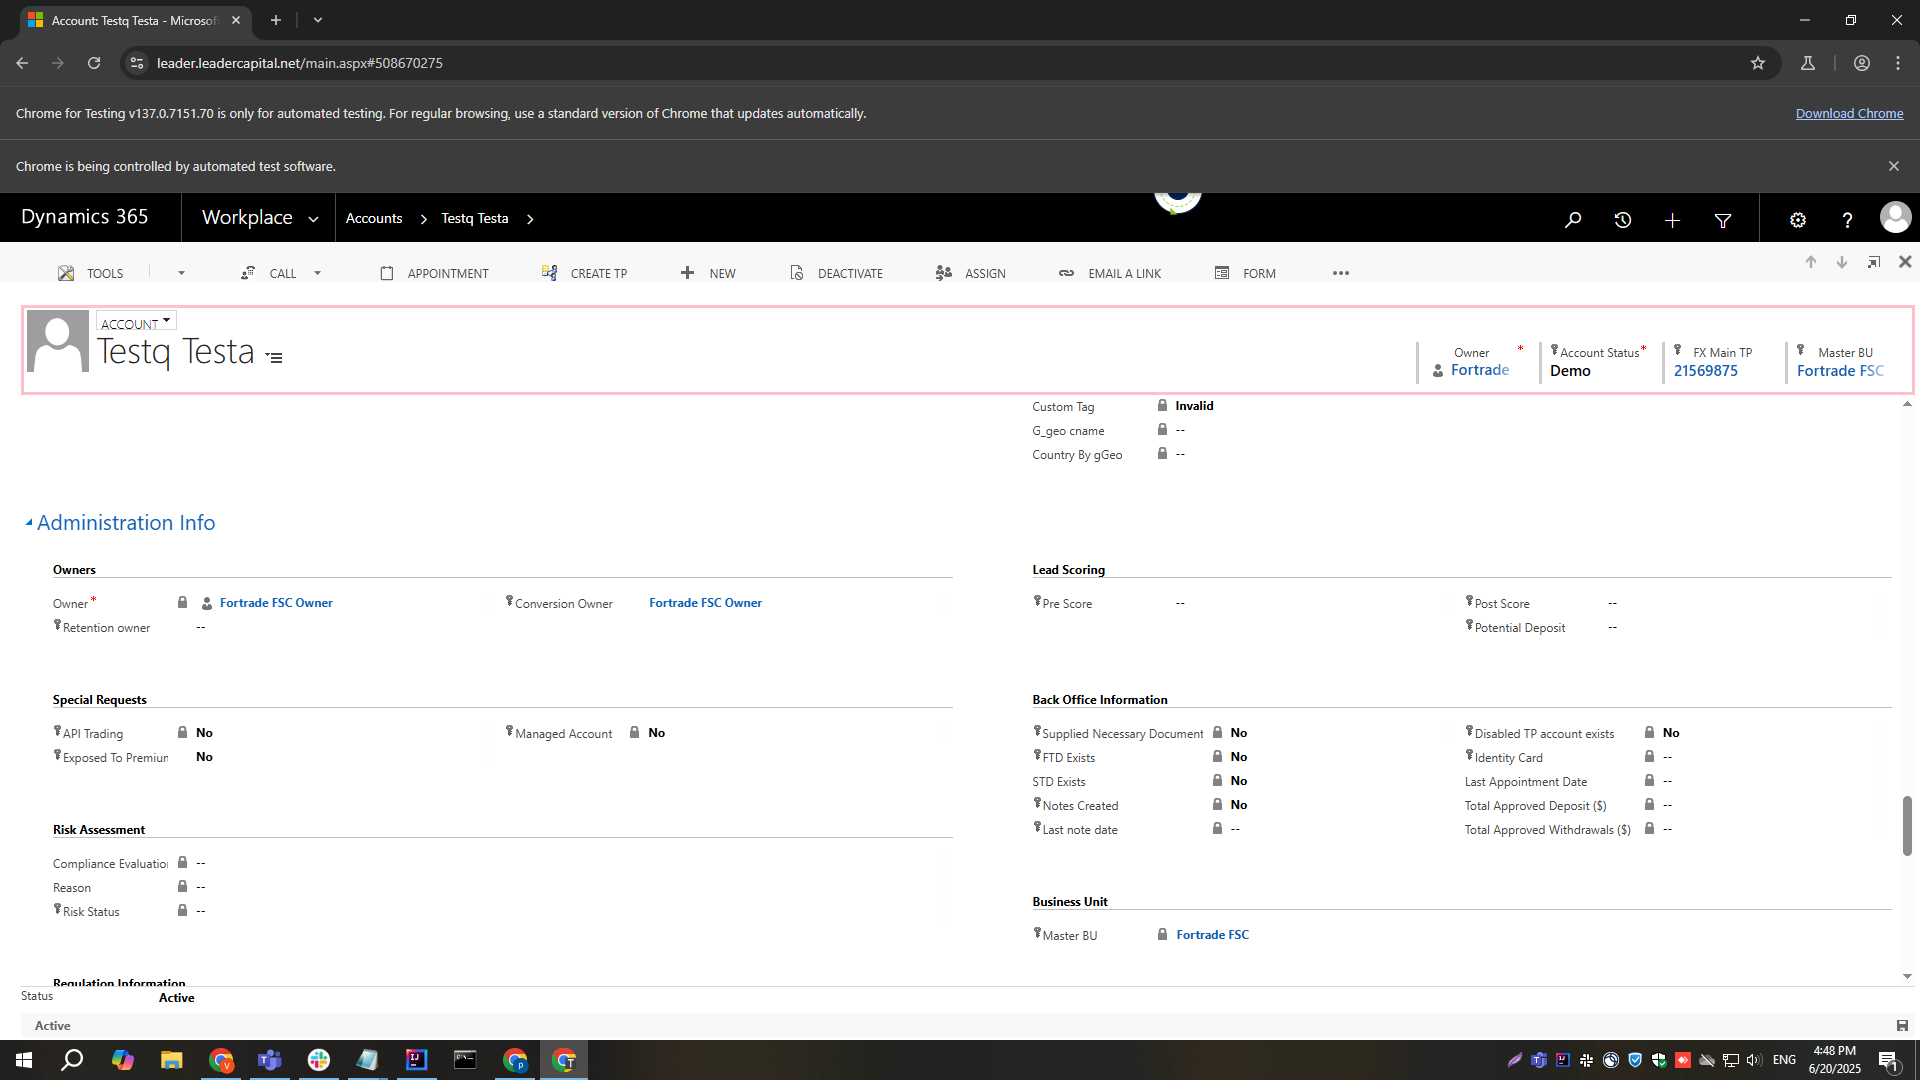 Account: Testq Testa - Microsof
leader.leadercapital.net/main.aspx#508670275
Chrome for Testing v137.0.7151.70 is only for automated testing. For regular browsing, use a standard version of Chrome that updates automatically.
Download Chrome
Chrome is being controlled by automated test software.
Dynamics 365
Workplace
Accounts
Testq Testa
TOOLS
CALL
APPOINTMENT
CREATE TP
NEW
DEACTIVATE
ASSIGN
EMAIL A LINK
FORM
ACCOUNT
Testq Testa
Owner *
Fortrade
Account Status *
Demo
FX Main TP
21569875
Master BU
Fortrade FSC
Custom Tag Invalid
G_geo cname --
Country By gGeo --
Administration Info
Owners
Owner * Fortrade FSC Owner
Conversion Owner Fortrade FSC Owner
Retention owner --
Lead Scoring
Pre Score --
Post Score --
Potential Deposit --
Special Requests
API Trading No
Managed Account No
Exposed To Premiun
No
Back Office Information
Supplied Necessary Document No
Disabled TP account exists No
FTD Exists No
Identity Card --
STD Exists No
Last Appointment Date --
Notes Created No
Total Approved Deposit ($) --
Last note date --
Total Approved Withdrawals ($) --
Risk Assessment
Compliance Evaluatio --
Reason --
Risk Status --
Business Unit
Master BU Fortrade FSC
Regulation Information
Status Active
Active
ENG
4:48 PM
6/20/2025
1